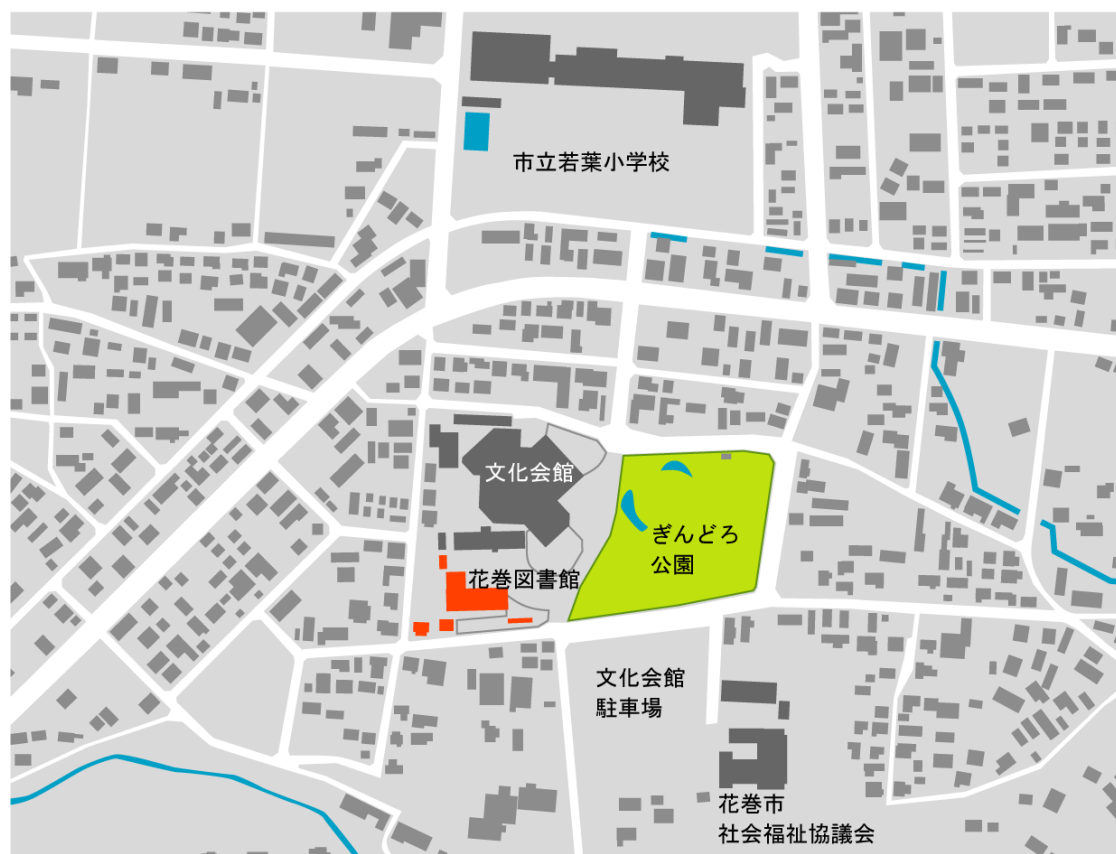 市立若葉小学校
文化会館
ぎんどろ
公園
花巻図書館
文化会館
駐車場
花巻市
社会福祉協議会